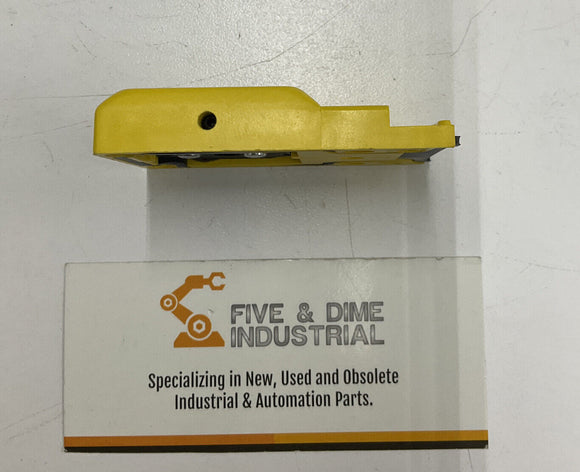 FIVE & DIME
INDUSTRIAL
Specializing in New, Used and Obsolete
Industrial & Automation Parts.